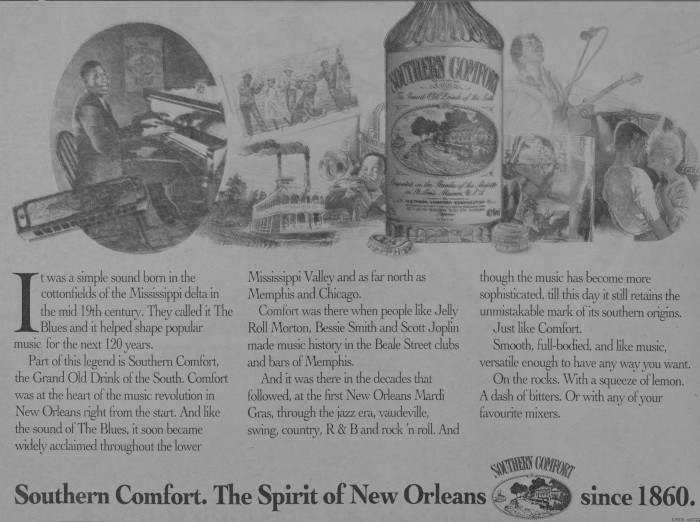 SOUTHERN COMFORT
The Grand Old Drink of the South
It was a simple sound born in the
cottonfields of the Mississippi delta in
the mid 19th century. They called it The
Blues and it helped shape popular
music for the next 120 years.
Part of this legend is Southern Comfort,
the Grand Old Drink of the South. Comfort
was at the heart of the music revolution in
New Orleans right from the start. And like
the sound of The Blues, it soon became
widely acclaimed throughout the lower
Mississippi Valley and as far north as
Memphis and Chicago.
Comfort was there when people like Jelly
Roll Morton, Bessie Smith and Scott Joplin
made music history in the Beale Street clubs
and bars of Memphis.
And it was there in the decades that
followed, at the first New Orleans Mardi
Gras, through the jazz era, vaudeville,
swing, country, R & B and rock 'n roll. And
though the music has become more
sophisticated, till this day it still retains the
unmistakable mark of its southern origins.
Just like Comfort.
Smooth, full-bodied, and like music,
versatile enough to have any way you want.
On the rocks. With a squeeze of lemon.
A dash of bitters. Or with any of your
favourite mixers.
SOUTHERN COMFORT
Southern Comfort. The Spirit of New Orleans since 1860.